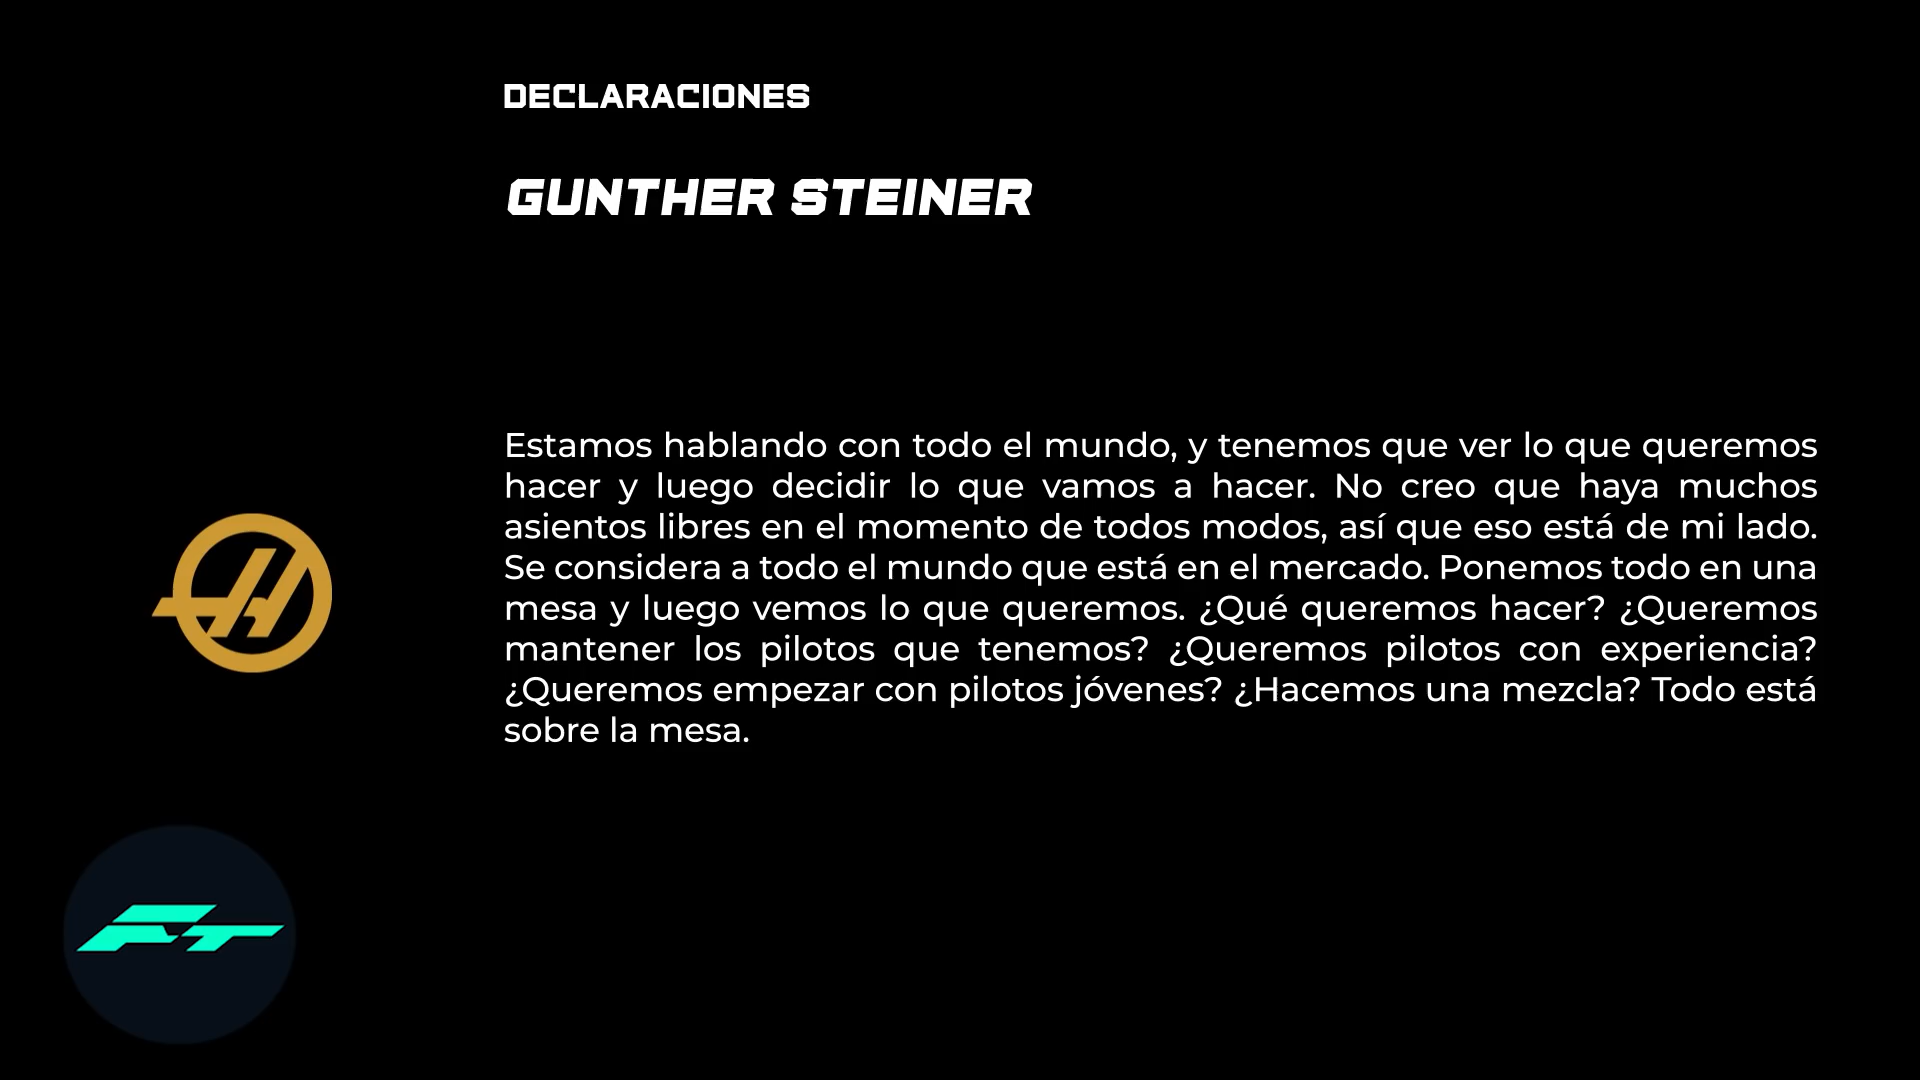 DECLARACIONES
GUNTHER STEINER
Estamos hablando con todo el mundo, y tenemos que ver lo que queremos
hacer y luego decidir lo que vamos a hacer. No creo que haya muchos
asientos libres en el momento de todos modos, así que eso está de mi lado.
Se considera a todo el mundo que está en el mercado. Ponemos todo en una
mesa y luego vemos lo que queremos. ¿Qué queremos hacer? ¿Queremos
mantener los pilotos que tenemos? ¿Queremos pilotos con experiencia?
¿Queremos empezar con pilotos jóvenes? ¿Hacemos una mezcla? Todo está
sobre la mesa.
FT